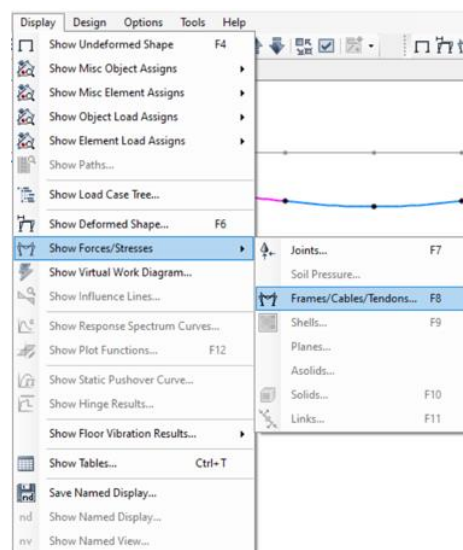 Display Design Options Tools Help
Show Undeformed Shape F4
Show Misc Object Assigns
Show Misc Element Assigns
Show Object Load Assigns
Show Element Load Assigns
Show Paths...
Show Load Case Tree...
Show Deformed Shape... F6
Show Forces/Stresses
Joints... F7
Show Virtual Work Diagram...
Soil Pressure...
Show Influence Lines...
Frames/Cables/Tendons... F8
Show Response Spectrum Curves...
Shells... F9
Show Plot Functions... F12
Planes...
Show Static Pushover Curve...
Asolids...
Show Hinge Results...
Solids... F10
Links... F11
Show Floor Vibration Results...
Show Tables... Ctrl+T
Save Named Display...
nd Show Named Display...
nv Show Named View...